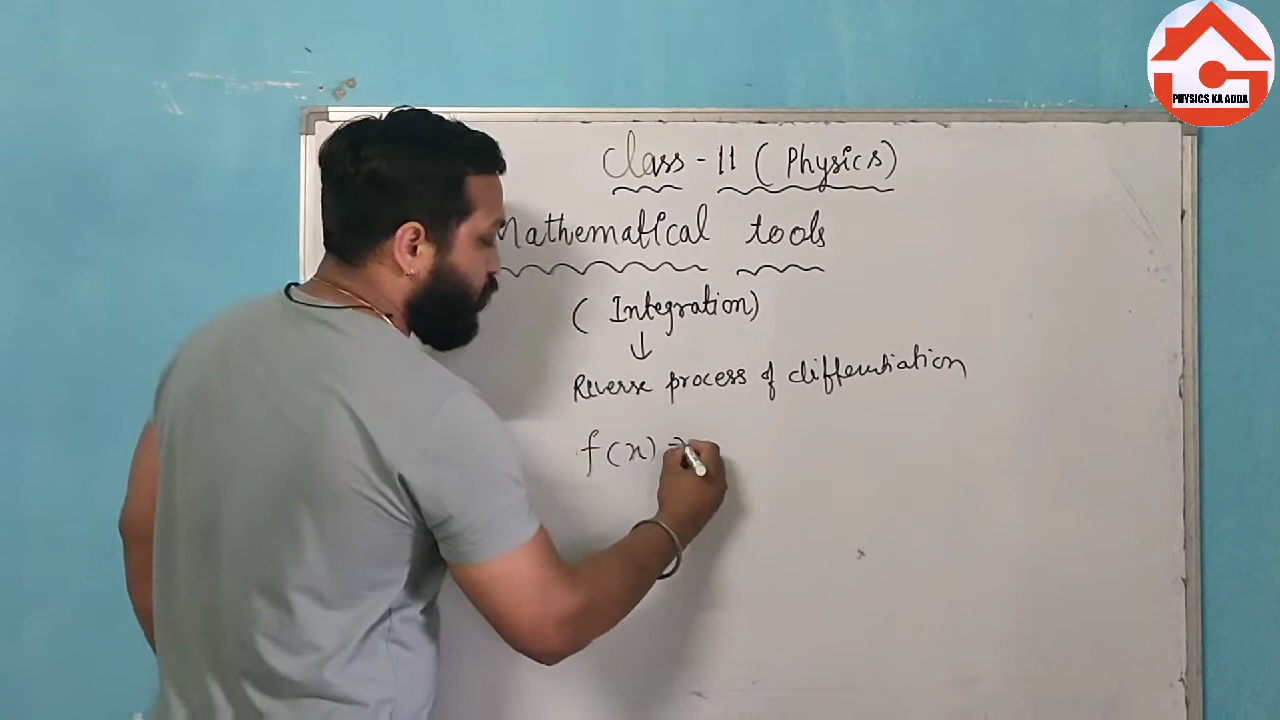 PHYSICS KA ADDA
Class - 11 ( Physics )
Mathematical tools
( Integration )
↓
Reverse process of differentiation
f(x) =